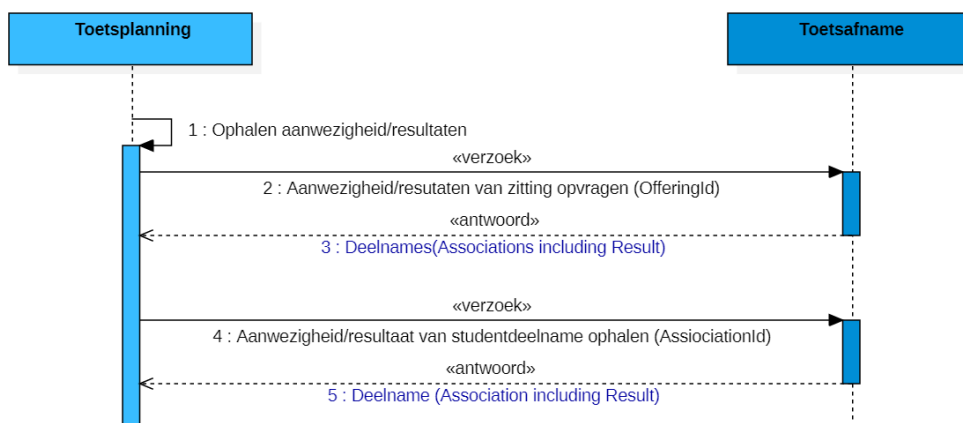 Toetsplanning
Toetsafname
1 : Ophalen aanwezigheid/resultaten
«verzoek»
2 : Aanwezigheid/resutaten van zitting opvragen (OfferingId)
«antwoord»
3 : Deelnames(Associations including Result)
«verzoek»
4 : Aanwezigheid/resultaat van studentdeelname ophalen (AssiociationId)
«antwoord»
5 : Deelname (Association including Result)